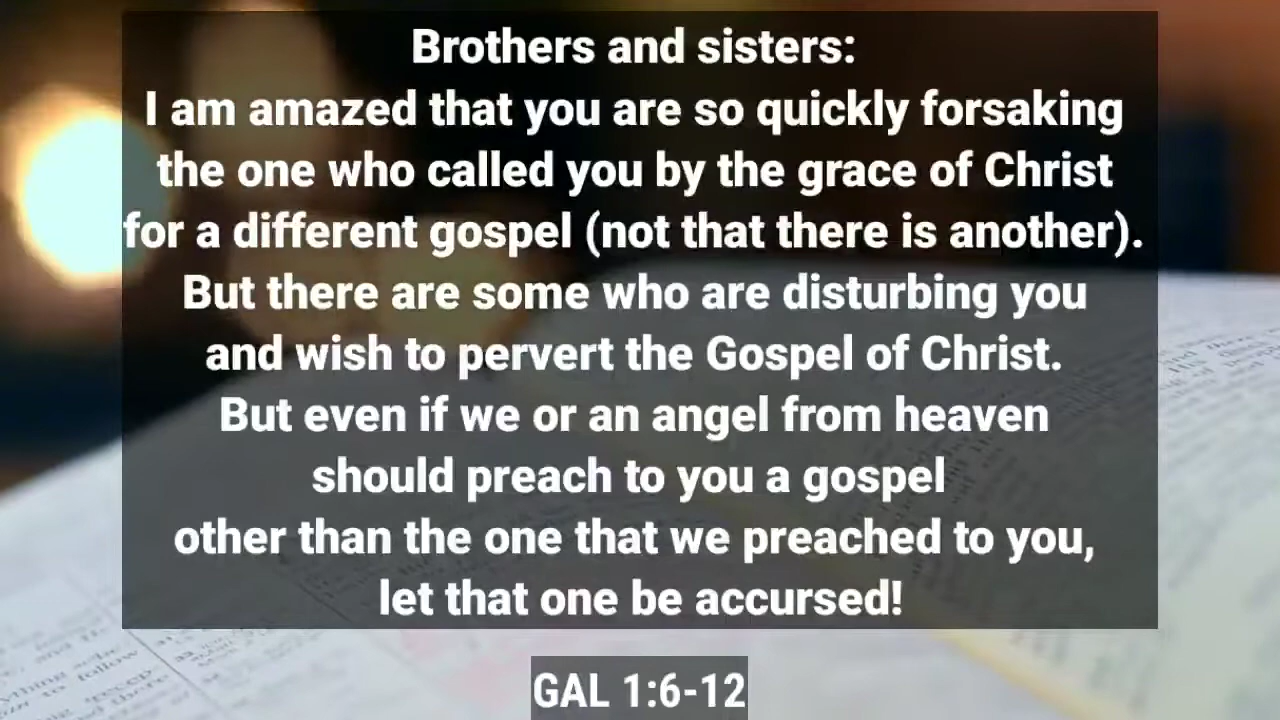 Brothers and sisters:
I am amazed that you are so quickly forsaking
the one who called you by the grace of Christ
for a different gospel (not that there is another).
But there are some who are disturbing you
and wish to pervert the Gospel of Christ.
But even if we or an angel from heaven
should preach to you a gospel
other than the one that we preached to you,
let that one be accursed!
GAL 1:6-12
to follow